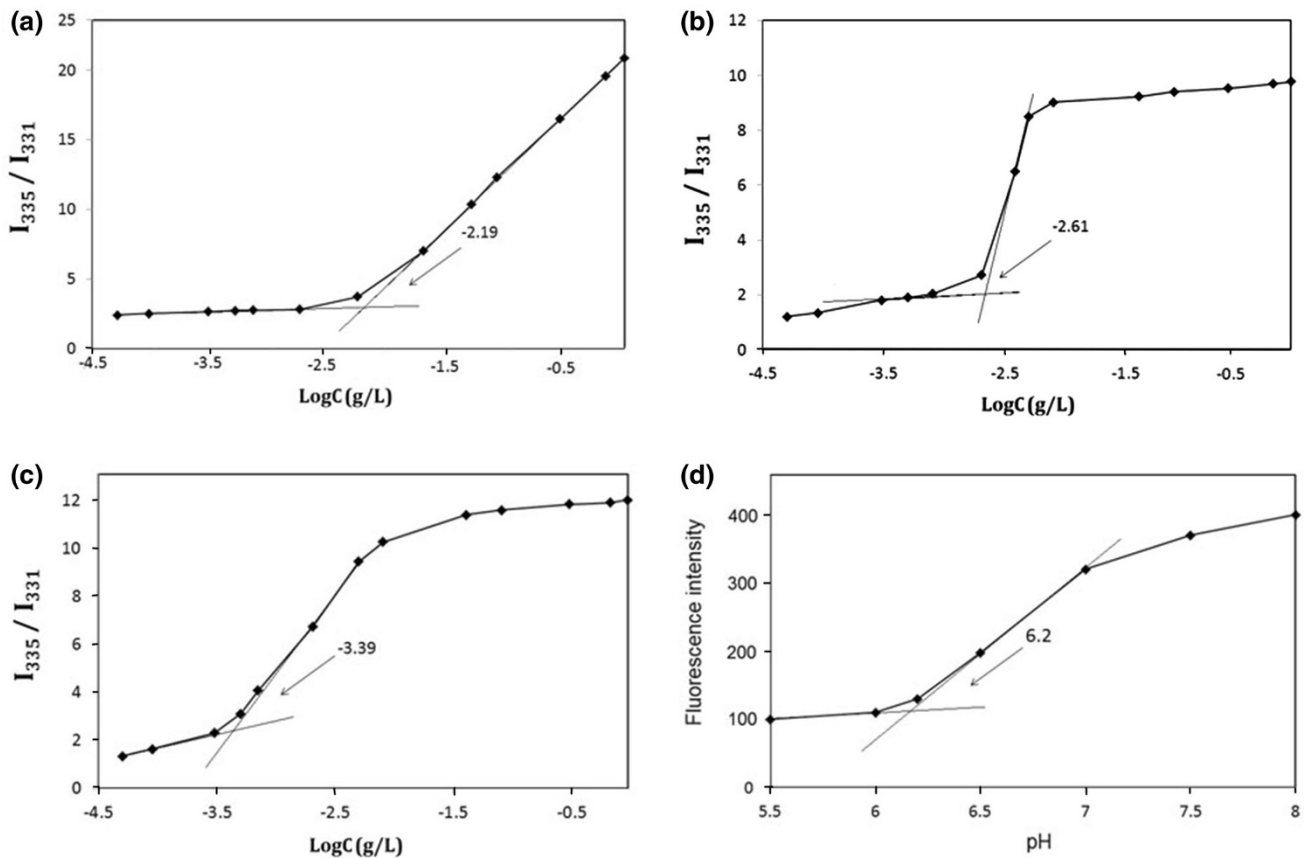 (a)
I335 / I331
25
20
15
10
5
0
-2.19
-4.5 -3.5 -2.5 -1.5 -0.5
LogC(g/L)
(b)
I335 / I331
12
10
8
6
4
2
0
-2.61
-4.5 -3.5 -2.5 -1.5 -0.5
LogC(g/L)
(c)
I335 / I331
12
10
8
6
4
2
0
-3.39
-4.5 -3.5 -2.5 -1.5 -0.5
LogC(g/L)
(d)
Fluorescence intensity
400
300
200
100
0
6.2
5.5 6 6.5 7 7.5 8
pH